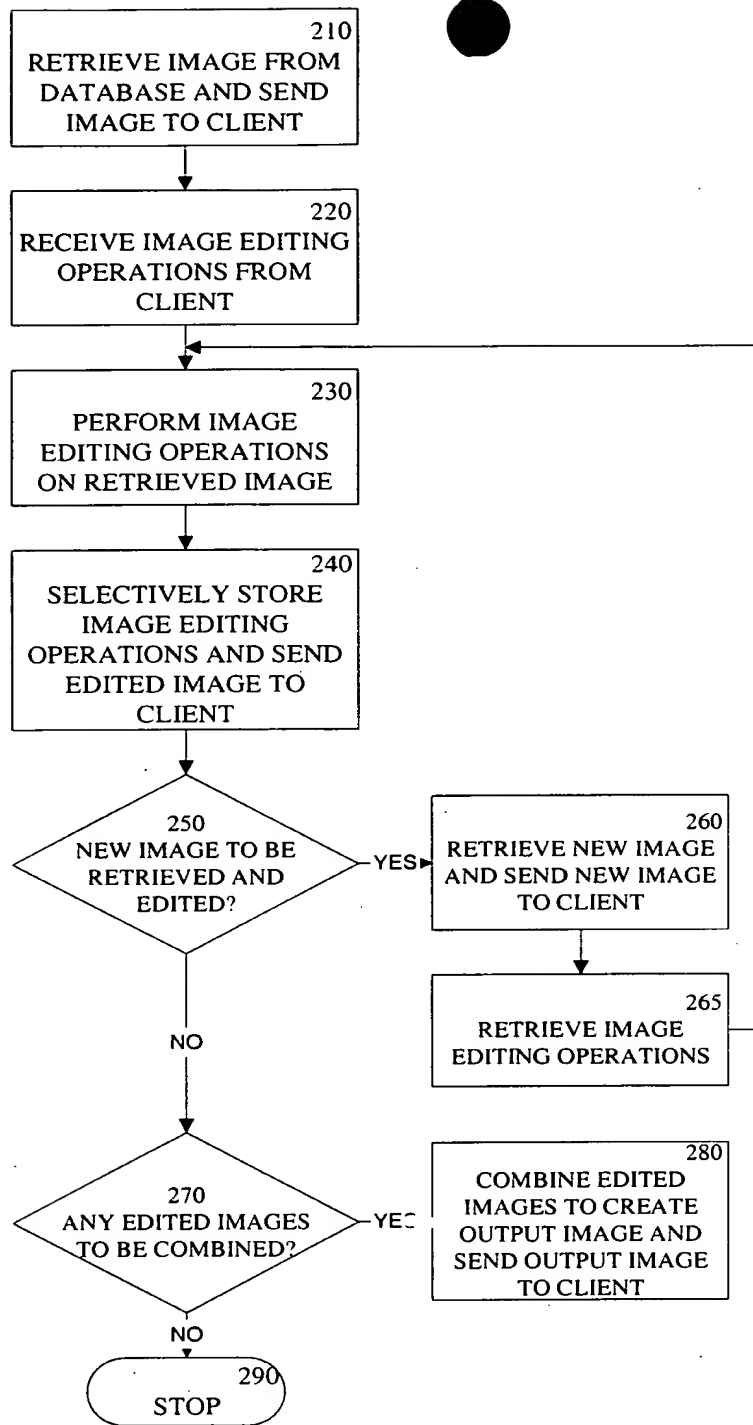 210
RETRIEVE IMAGE FROM
DATABASE AND SEND
IMAGE TO CLIENT
220
RECEIVE IMAGE EDITING
OPERATIONS FROM
CLIENT
230
PERFORM IMAGE
EDITING OPERATIONS
ON RETRIEVED IMAGE
240
SELECTIVELY STORE
IMAGE EDITING
OPERATIONS AND SEND
EDITED IMAGE TO
CLIENT
250
NEW IMAGE TO BE
RETRIEVED AND
EDITED?
YES
260
RETRIEVE NEW IMAGE
AND SEND NEW IMAGE
TO CLIENT
265
RETRIEVE IMAGE
EDITING OPERATIONS
NO
270
ANY EDITED IMAGES
TO BE COMBINED?
YES
280
COMBINE EDITED
IMAGES TO CREATE
OUTPUT IMAGE AND
SEND OUTPUT IMAGE
TO CLIENT
NO
290
STOP